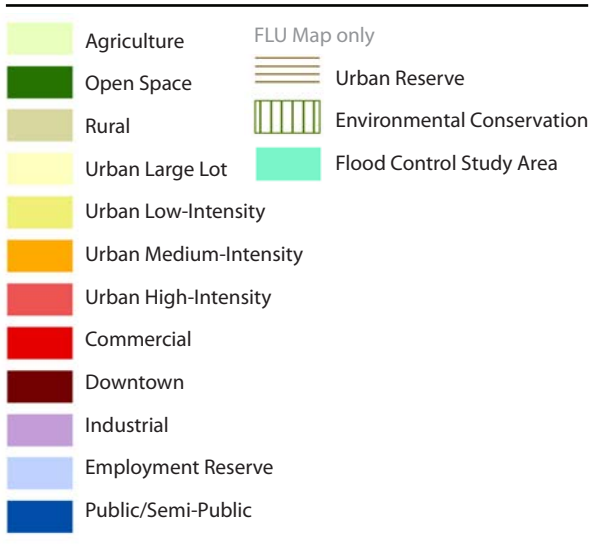 Agriculture
Open Space
Rural
Urban Large Lot
Urban Low-Intensity
Urban Medium-Intensity
Urban High-Intensity
Commercial
Downtown
Industrial
Employment Reserve
Public/Semi-Public
FLU Map only
Urban Reserve
Environmental Conservation
Flood Control Study Area